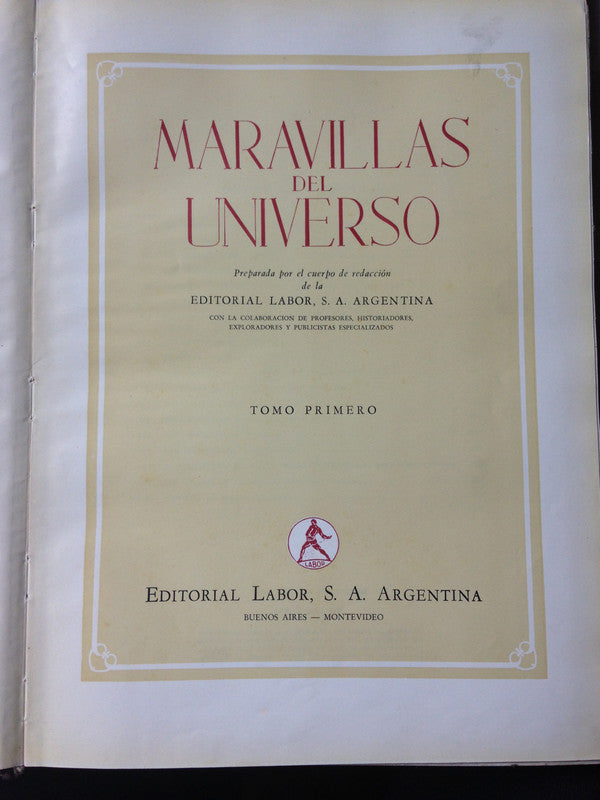 MARAVILLAS
DEL
UNIVERSO
Preparada por el cuerpo de redacción
de la
EDITORIAL LABOR, S. A. ARGENTINA
CON LA COLABORACION DE PROFESORES, HISTORIADORES,
EXPLORADORES Y PUBLICISTAS ESPECIALIZADOS
TOMO PRIMERO
LABOR
EDITORIAL LABOR, S. A. ARGENTINA
BUENOS AIRES — MONTEVIDEO